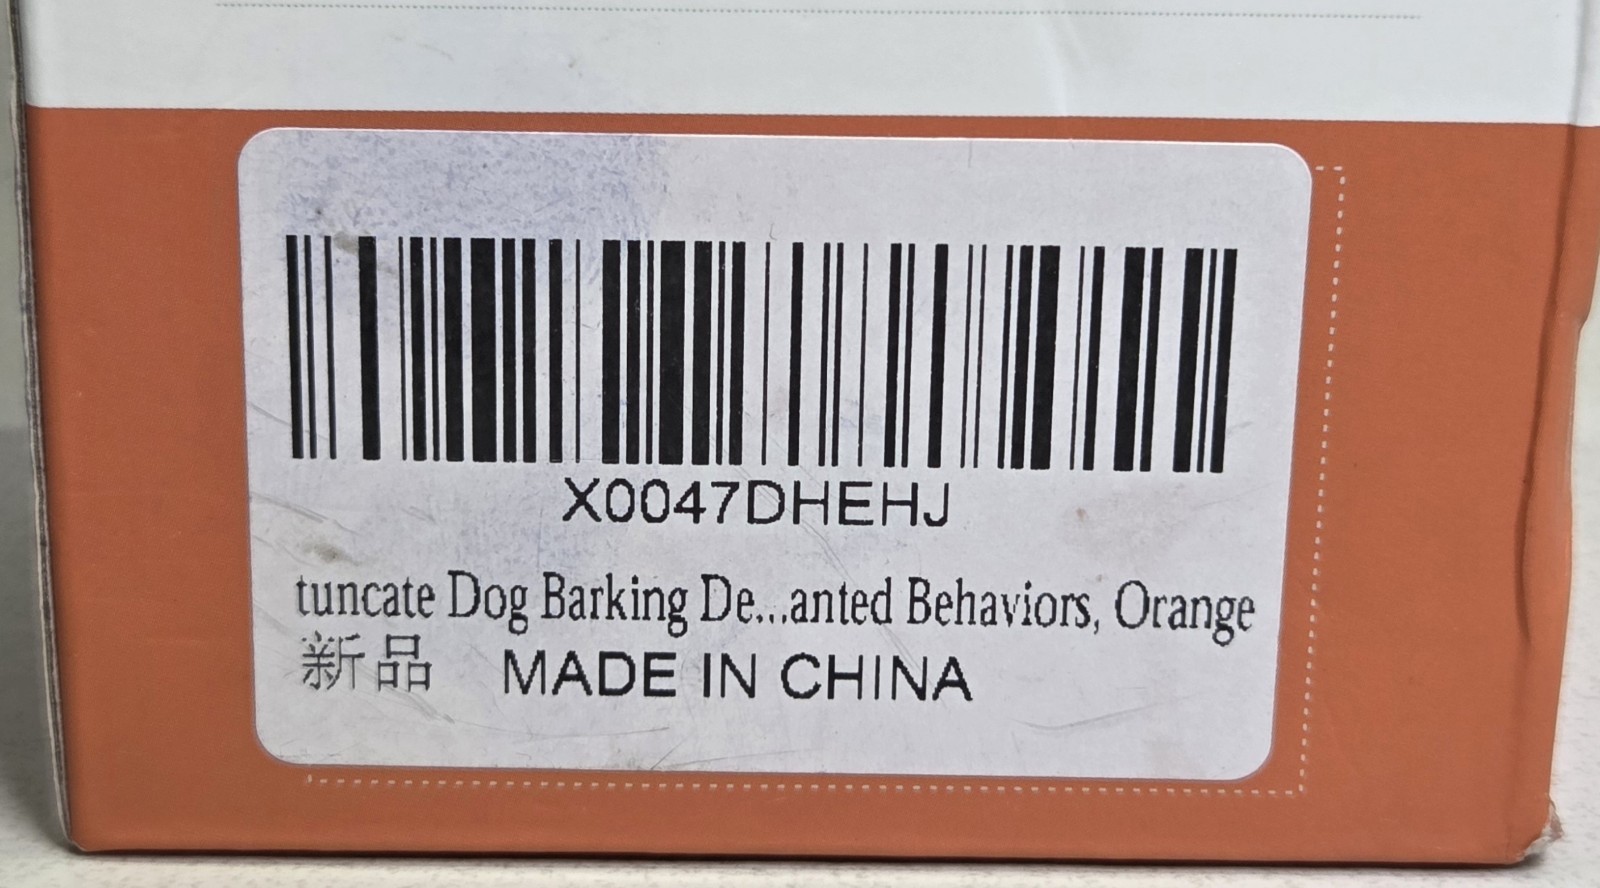 X0047DHEHJ
tuncate Dog Barking De...anted Behaviors, Orange
新品 MADE IN CHINA